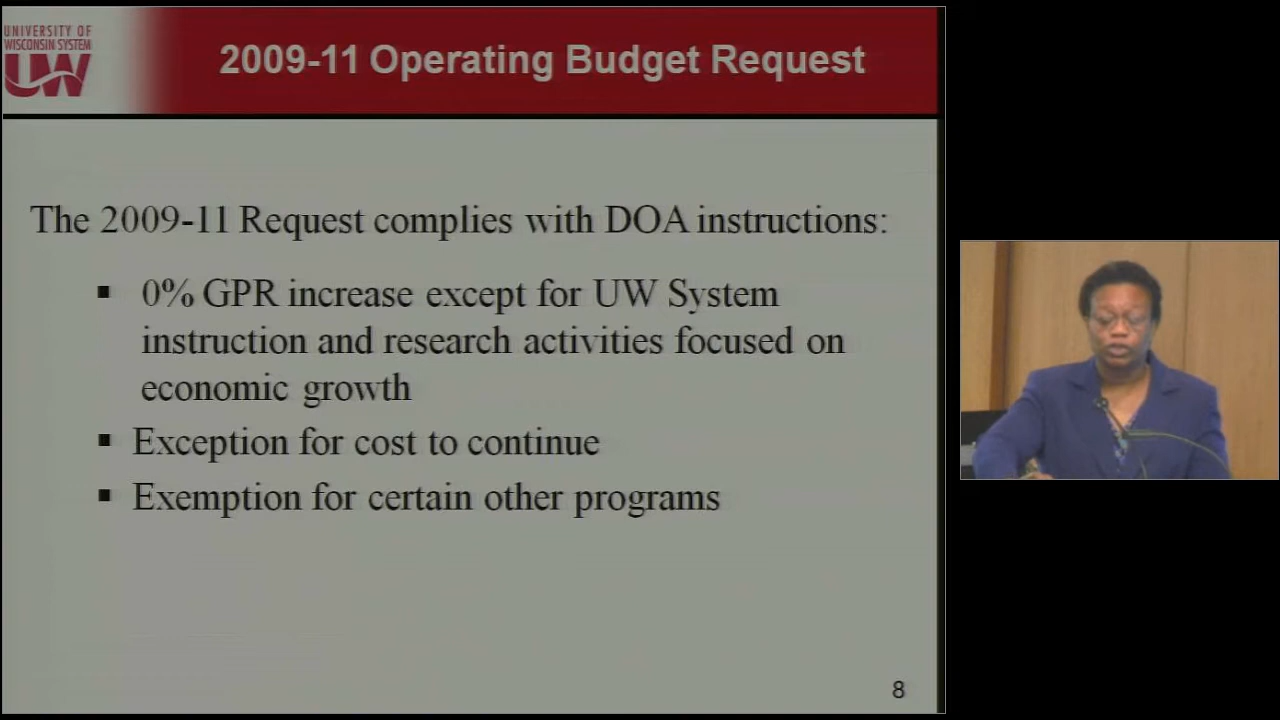 UNIVERSITY OF
WISCONSIN SYSTEM
UW
2009-11 Operating Budget Request
The 2009-11 Request complies with DOA instructions:
▪ 0% GPR increase except for UW System
instruction and research activities focused on
economic growth
▪ Exception for cost to continue
▪ Exemption for certain other programs
8